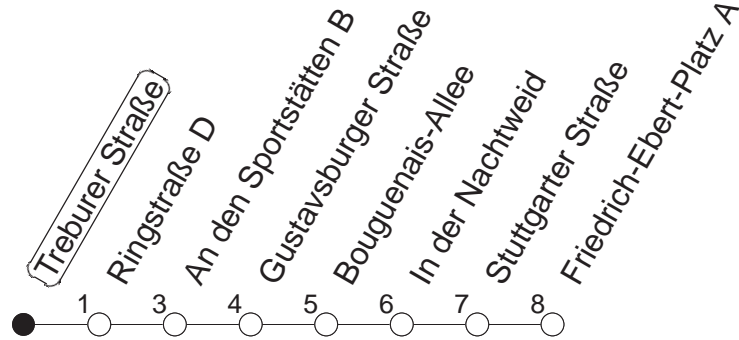 Treburer Straße
Ringstraße D
An den Sportstätten B
Gustavsburger Straße
Bouguenais-Allee
In der Nachtweid
Stuttgarter Straße
Friedrich-Ebert-Platz A
1 3 4 5 6 7 8